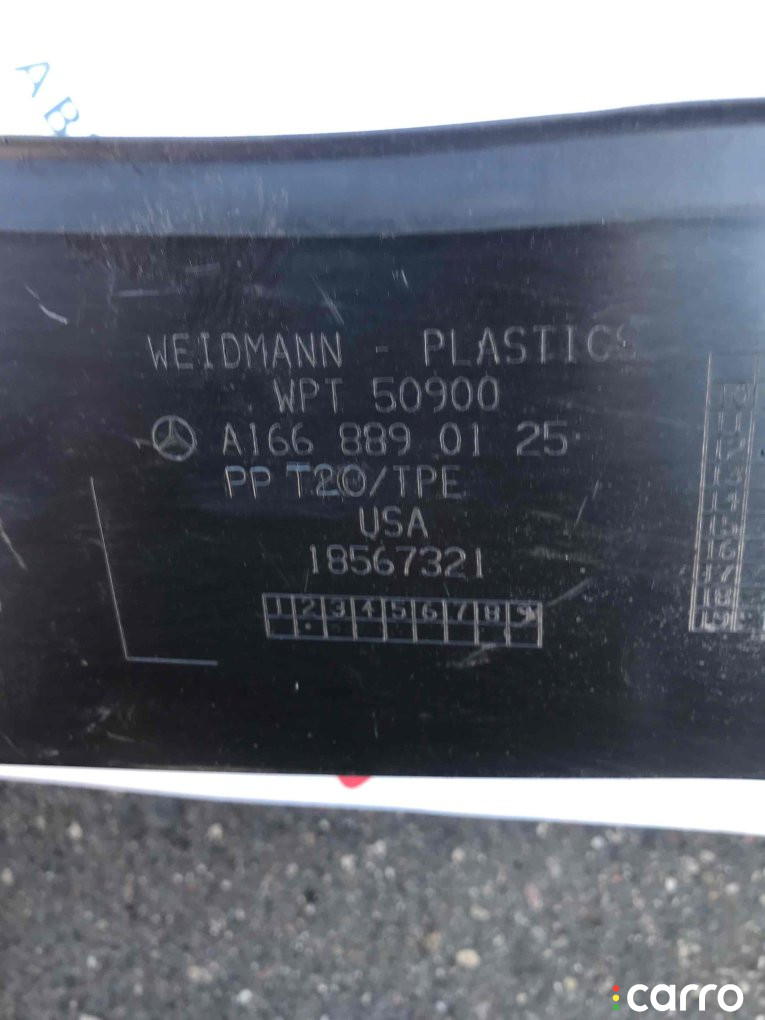 AB
WEIDMANN - PLASTICS
WPT 50900
A166 889 01 25
PP T20/TPE
USA
18567321
1 2 3 4 5 6 7 8 9
carro